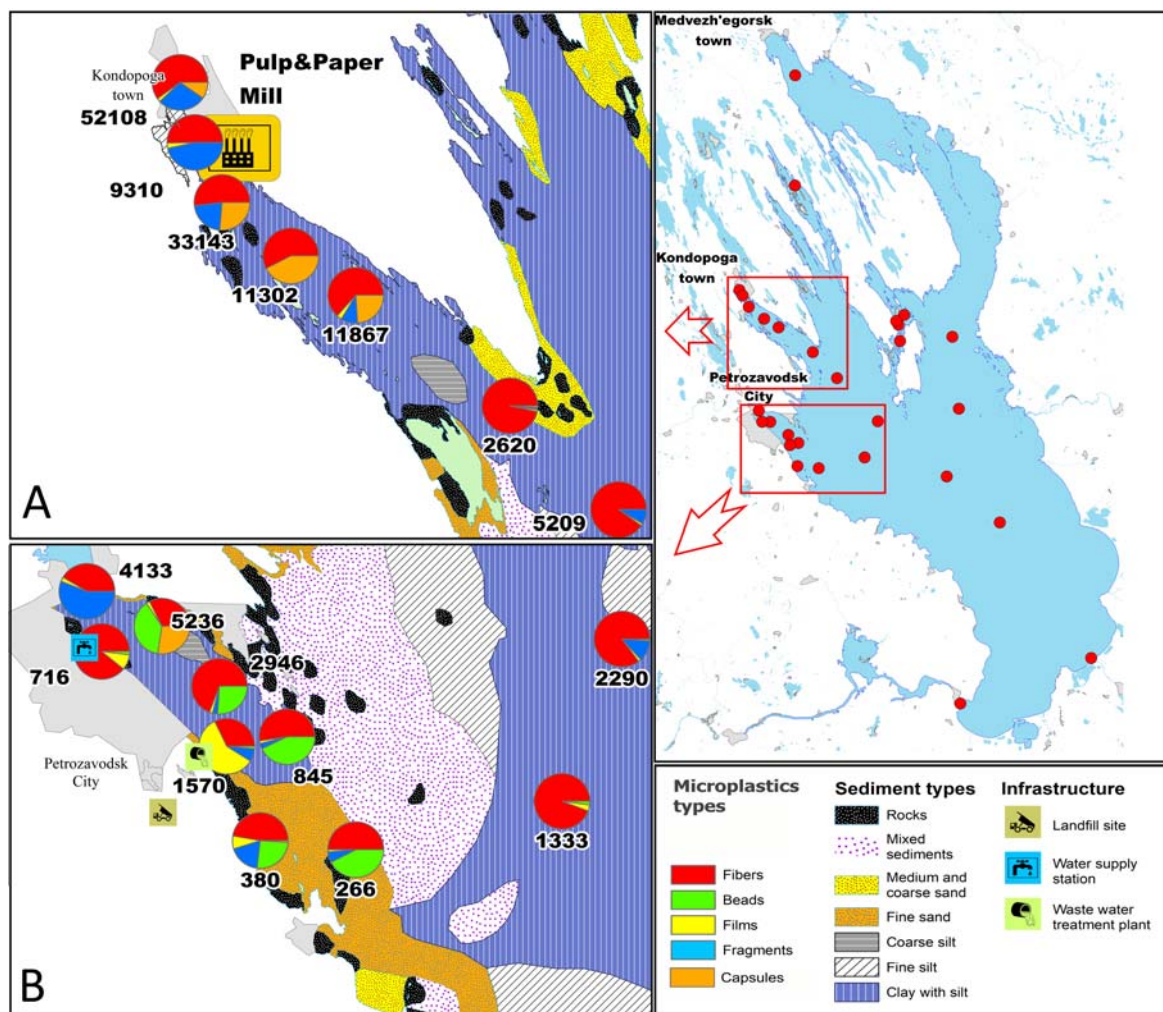 Pulp&Paper
Mill
Kondopoga
town
52108
9310
33143
11302
11867
2620
5209
A
4133
5236
716
2946
2290
1570
845
1333
380
266
Petrozavodsk
City
B
Medvezh'egorsk
town
Kondopoga
town
Petrozavodsk
City
Microplastics
types
Fibers
Beads
Films
Fragments
Capsules
Sediment types
Rocks
Mixed
sediments
Medium and
coarse sand
Fine sand
Coarse silt
Fine silt
Clay with silt
Infrastructure
Landfill site
Water supply
station
Waste water
treatment plant